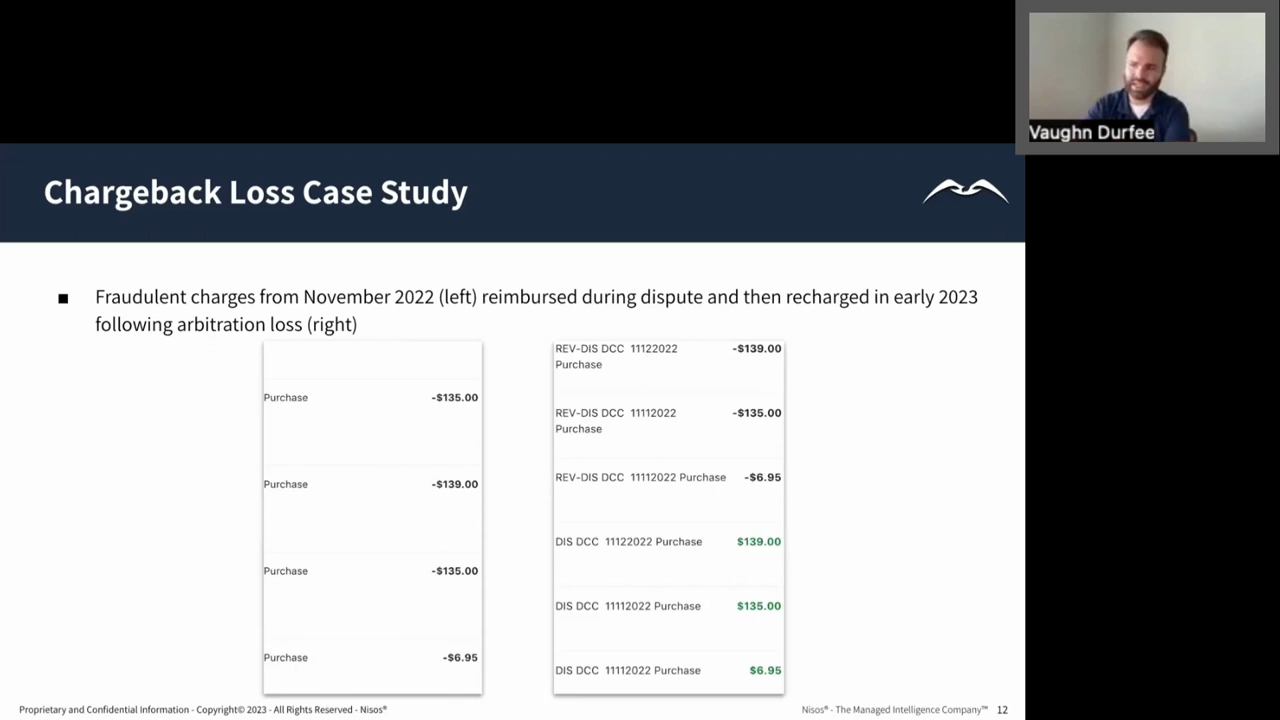 Vaughn Durfee
Chargeback Loss Case Study
■ Fraudulent charges from November 2022 (left) reimbursed during dispute and then recharged in early 2023
following arbitration loss (right)
Purchase -$135.00
Purchase -$139.00
Purchase -$135.00
Purchase -$6.95
REV-DIS DCC 11122022 -$139.00
Purchase
REV-DIS DCC 11112022 -$135.00
Purchase
REV-DIS DCC 11112022 Purchase -$6.95
DIS DCC 11122022 Purchase $139.00
DIS DCC 11112022 Purchase $135.00
DIS DCC 11112022 Purchase $6.95
Proprietary and Confidential Information - Copyright© 2023 - All Rights Reserved - Nisos®
Nisos® - The Managed Intelligence Company™ 12